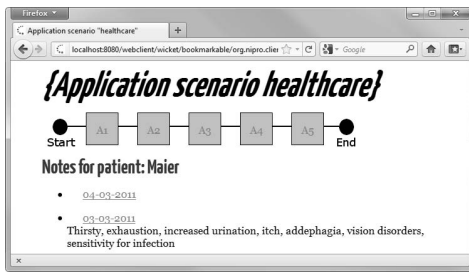 Firefox
Application scenario "healthcare"
+
localhost:8080/webclient/wicket/bookmarkable/org.nipro.clier
Google
{Application scenario healthcare}
A1 A2 A3 A4 A5
Start End
Notes for patient: Maier
04-03-2011
03-03-2011
Thirsty, exhaustion, increased urination, itch, addephagia, vision disorders,
sensitivity for infection
×